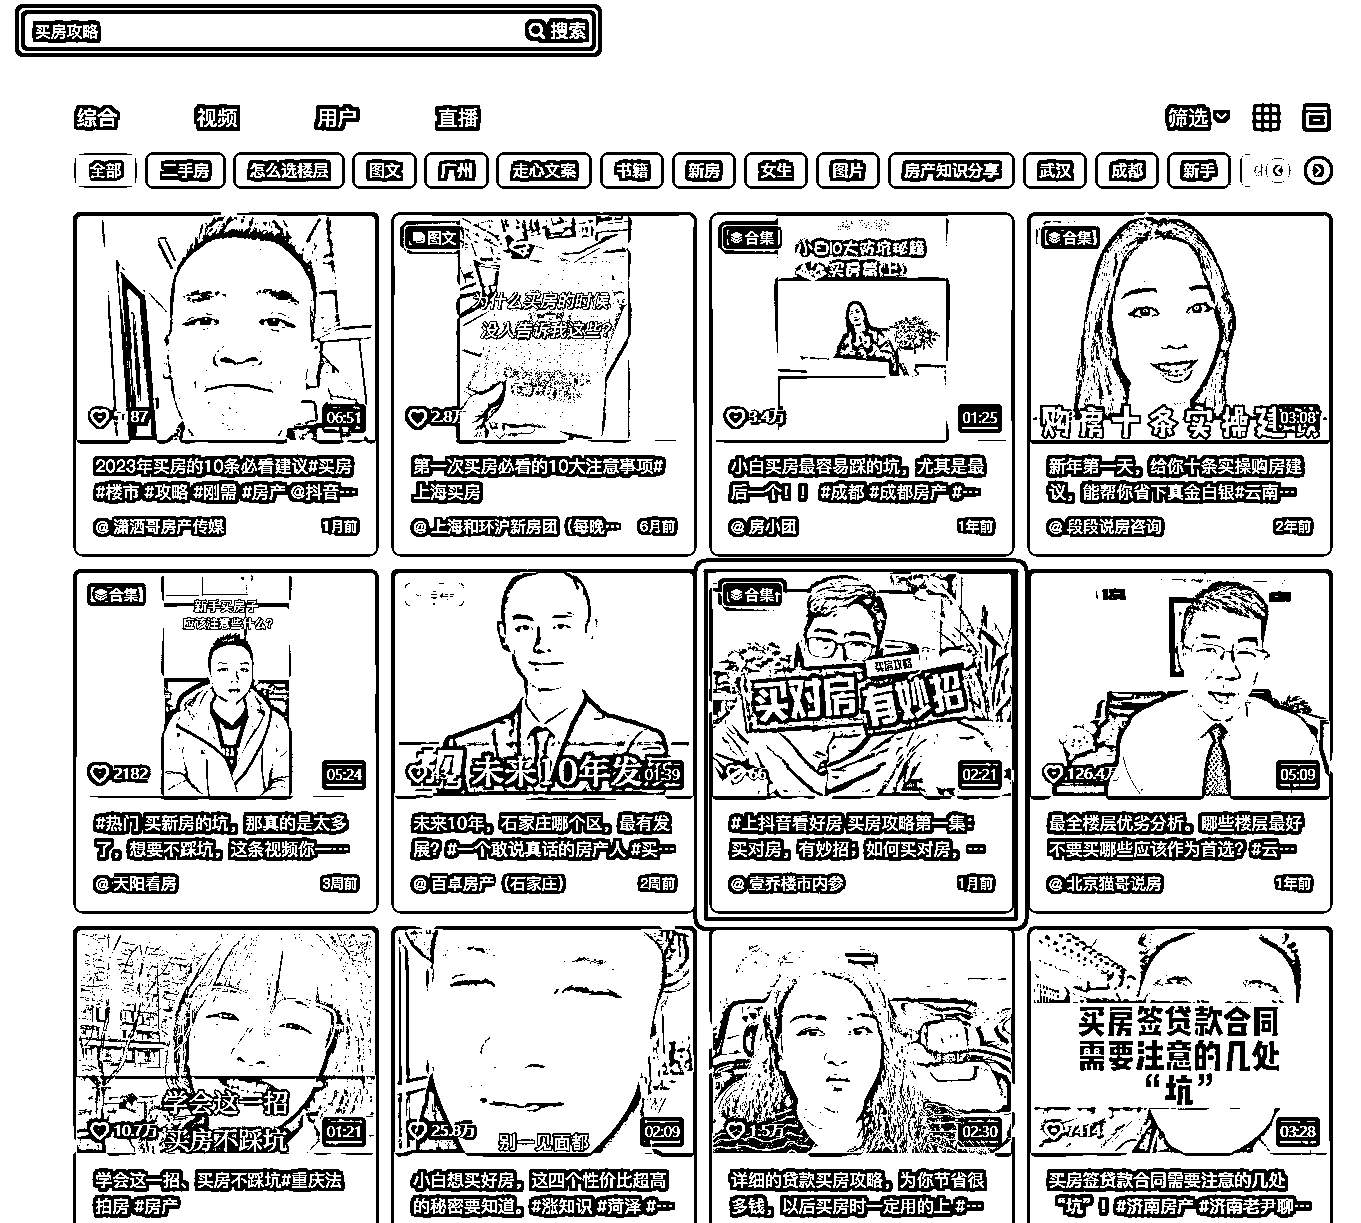 买房攻略
搜索
综合 视频 用户 直播
筛选
全部 二手房 怎么选楼层 图文 广州 走心文案 书籍 新房 女生 图片 房产知识分享 武汉 成都 新手
06:51
2023年买房的10条必看建议#买房
#楼市 #攻略 #刚需 #房产 @抖音…
@ 潇洒哥房产传媒 1月前
图文
为什么买房的时候
没人告诉我这些?
2.8万
第一次买房必看的10大注意事项#
上海买房
@ 上海和环沪新房团（每晚… 6月前
合集
小白10大防坑秘籍
买房篇(上)
3.4万 01:25
小白买房最容易踩的坑，尤其是最
后一个！！ #成都 #成都房产 #…
@ 房小团 1年前
合集
购房十条实操建议
03:08
新年第一天，给你十条实操购房建
议，能帮你省下真金白银#云南…
@ 段段说房咨询 2年前
合集
新手买房子
应该注意些什么?
2182 05:24
#热门 买新房的坑，那真的是太多
了，想要不踩坑，这条视频你一…
@ 天阳看房 3周前
未来10年发
01:39
未来10年，石家庄哪个区，最有发
展？#一个敢说真话的房产人 #买…
@ 百卓房产（石家庄） 2周前
合集
买房攻略
买对房有妙招
02:21
#上抖音看好房 买房攻略第一集：
买对房，有妙招；如何买对房，…
@ 壹乔楼市内参 1月前
126.4万 05:09
最全楼层优劣分析，哪些楼层最好
不要买哪些应该作为首选？#云…
@ 北京猫哥说房 1年前
学会这一招
买房不踩坑
10.7万 01:21
学会这一招、买房不踩坑#重庆法
拍房 #房产
别一见面都
02:09
小白想买好房，这四个性价比超高
的秘密要知道。#涨知识 #菏泽 #…
1.5万 02:30
详细的贷款买房攻略，为你节省很
多钱，以后买房时一定用的上 #…
买房签贷款合同
需要注意的几处
“坑”
7414 03:28
买房签贷款合同需要注意的几处
“坑”！#济南房产 #济南老尹聊…